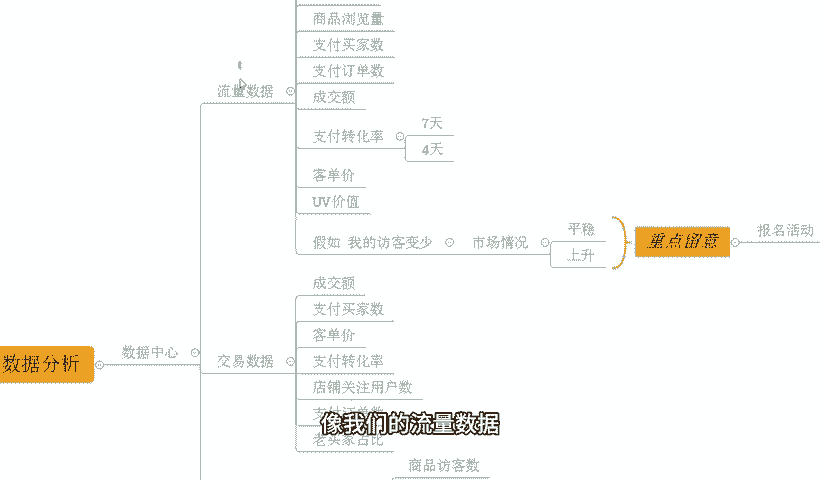 商品浏览量
支付买家数
支付订单数
流量数据
成交额
支付转化率
7天
4天
客单价
UV价值
假如 我的访客变少
市场情况
平稳
上升
重点留意
报名活动
数据分析
数据中心
交易数据
成交额
支付买家数
客单价
支付转化率
店铺关注用户数
支付订单数
像我们的流量数据
老买家占比
商品访客数